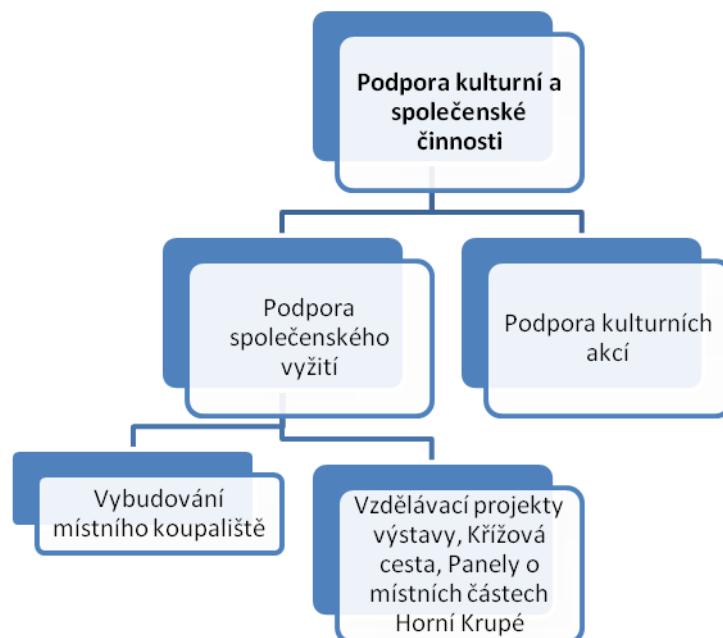 Podpora kulturní a
společenské
činnosti
Podpora
společenského
vyžití
Podpora kulturních
akcí
Vybudování
místního koupaliště
Vzdělávací projekty
výstavy, Křížová
cesta, Panely o
místních částech
Horní Krupé